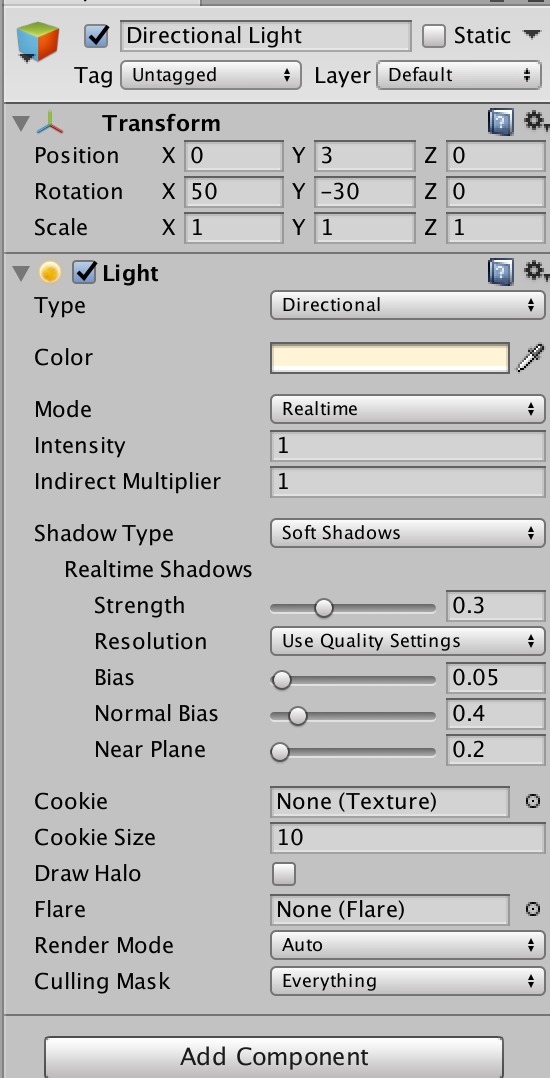 Directional Light Static
Tag Untagged Layer Default
Transform
Position X 0 Y 3 Z 0
Rotation X 50 Y -30 Z 0
Scale X 1 Y 1 Z 1
Light
Type Directional
Color
Mode Realtime
Intensity 1
Indirect Multiplier 1
Shadow Type Soft Shadows
Realtime Shadows
Strength 0.3
Resolution Use Quality Settings
Bias 0.05
Normal Bias 0.4
Near Plane 0.2
Cookie None (Texture)
Cookie Size 10
Draw Halo
Flare None (Flare)
Render Mode Auto
Culling Mask Everything
Add Component